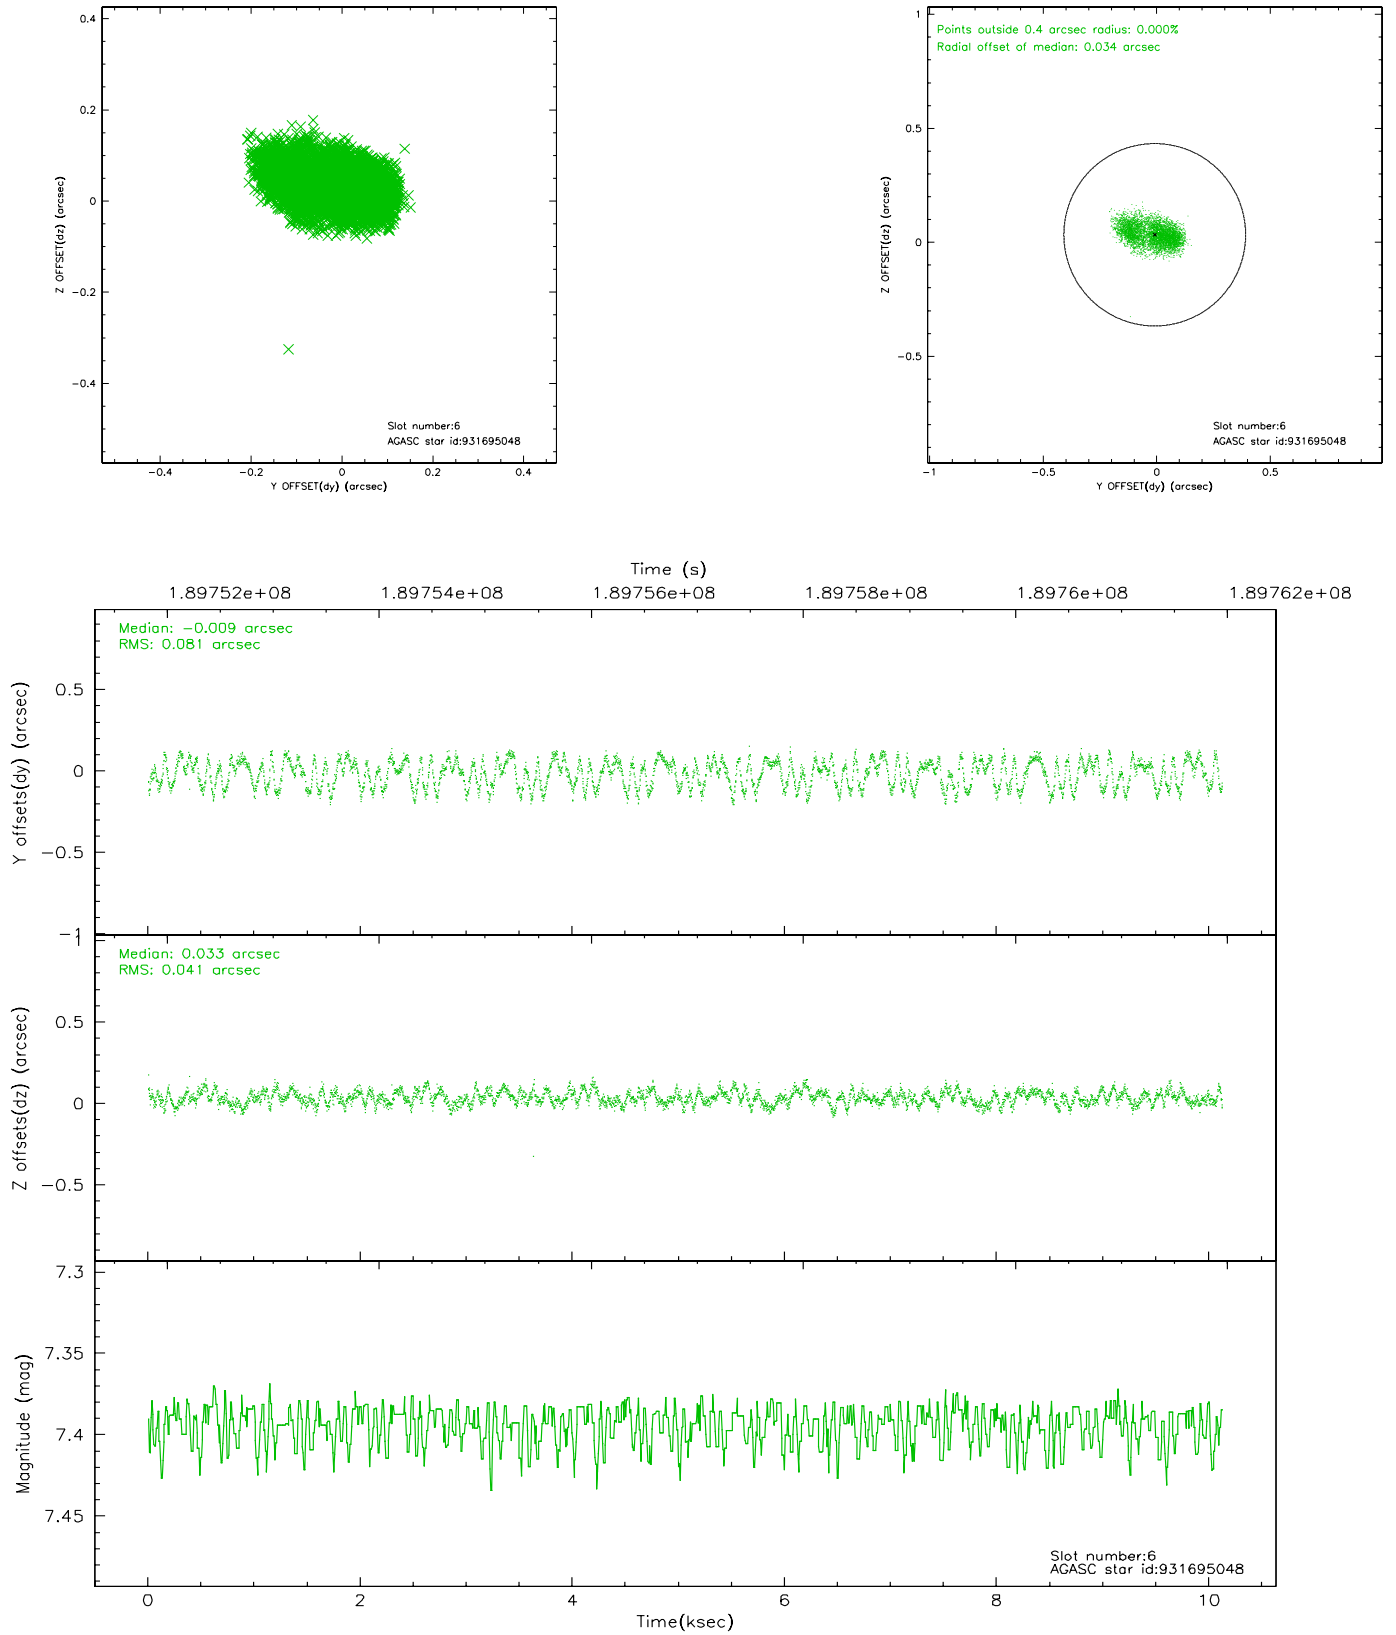 0.4
0.2
0
−0.2
−0.4
Z OFFSET(dz) (arcsec)
−0.4
−0.2
0
0.2
0.4
Y OFFSET(dy) (arcsec)
Slot number:6
AGASC star id:931695048
Points outside 0.4 arcsec radius: 0.000%
Radial offset of median: 0.034 arcsec
1
0.5
0
−0.5
Z OFFSET(dz) (arcsec)
−1
−0.5
0
0.5
Y OFFSET(dy) (arcsec)
Slot number:6
AGASC star id:931695048
Time (s)
1.89752e+08
1.89754e+08
1.89756e+08
1.89758e+08
1.8976e+08
1.89762e+08
Median: −0.009 arcsec
RMS: 0.081 arcsec
0.5
0
−0.5
−1
Y offsets(dy) (arcsec)
Median: 0.033 arcsec
RMS: 0.041 arcsec
1
0.5
0
−0.5
Z offsets(dz) (arcsec)
7.3
7.35
7.4
7.45
Magnitude (mag)
Slot number:6
AGASC star id:931695048
0
2
4
6
8
10
Time(ksec)